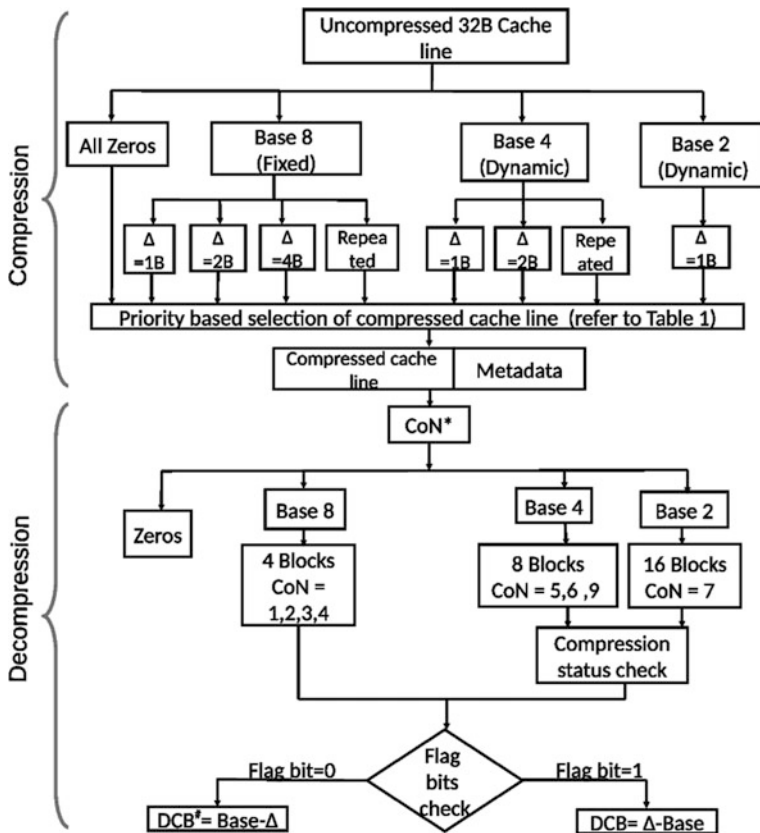 Uncompressed 32B Cache
line
Compression
All Zeros
Base 8
(Fixed)
Base 4
(Dynamic)
Base 2
(Dynamic)
Δ
=1B
Δ
=2B
Δ
=4B
Repea
ted
Δ
=1B
Δ
=2B
Repe
ated
Δ
=1B
Priority based selection of compressed cache line (refer to Table 1)
Compressed cache
line
Metadata
CoN*
Decompression
Zeros
Base 8
Base 4
Base 2
4 Blocks
CoN =
1,2,3,4
8 Blocks
CoN = 5,6 ,9
16 Blocks
CoN = 7
Compression
status check
Flag
bits
check
Flag bit=0
Flag bit=1
DCB#= Base-Δ
DCB= Δ-Base